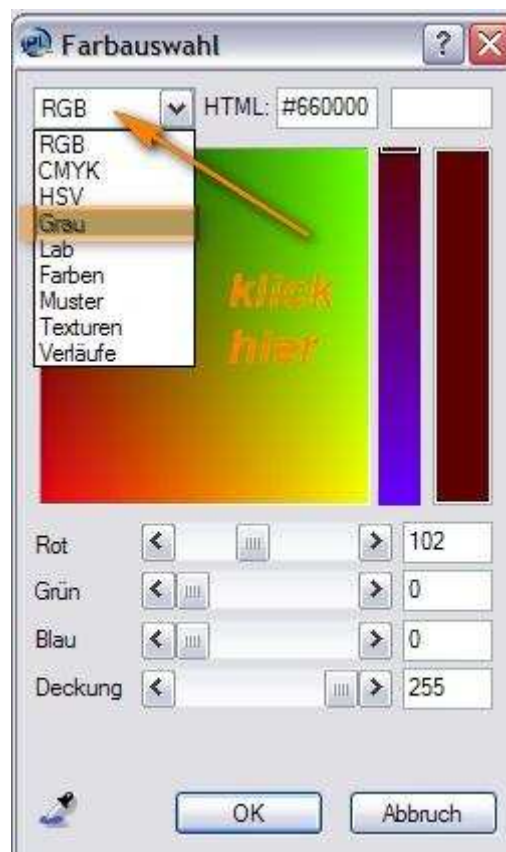 Farbauswahl
RGB HTML: #660000
RGB
CMYK
HSV
Grau
Lab
Farben
Muster
Texturen
Verläufe
klick
hier
Rot 102
Grün 0
Blau 0
Deckung 255
OK Abbruch